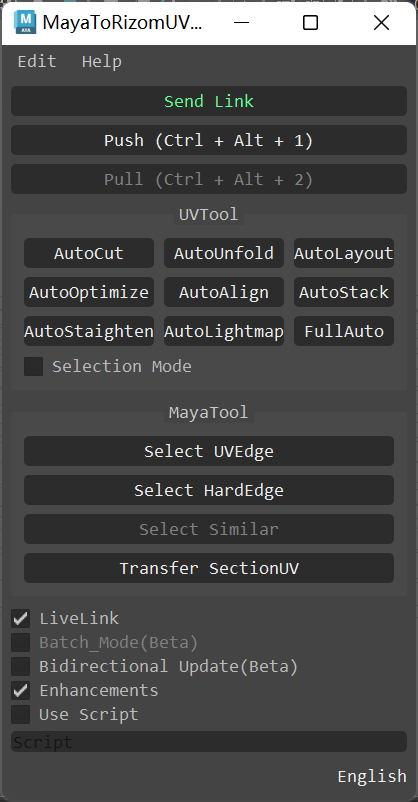 M
AYA
MayaToRizomUV...
Edit Help
Send Link
Push (Ctrl + Alt + 1)
Pull (Ctrl + Alt + 2)
UVTool
AutoCut AutoUnfold AutoLayout
AutoOptimize AutoAlign AutoStack
AutoStaighten AutoLightmap FullAuto
Selection Mode
MayaTool
Select UVEdge
Select HardEdge
Select Similar
Transfer SectionUV
LiveLink
Batch_Mode(Beta)
Bidirectional Update(Beta)
Enhancements
Use Script
Script
English